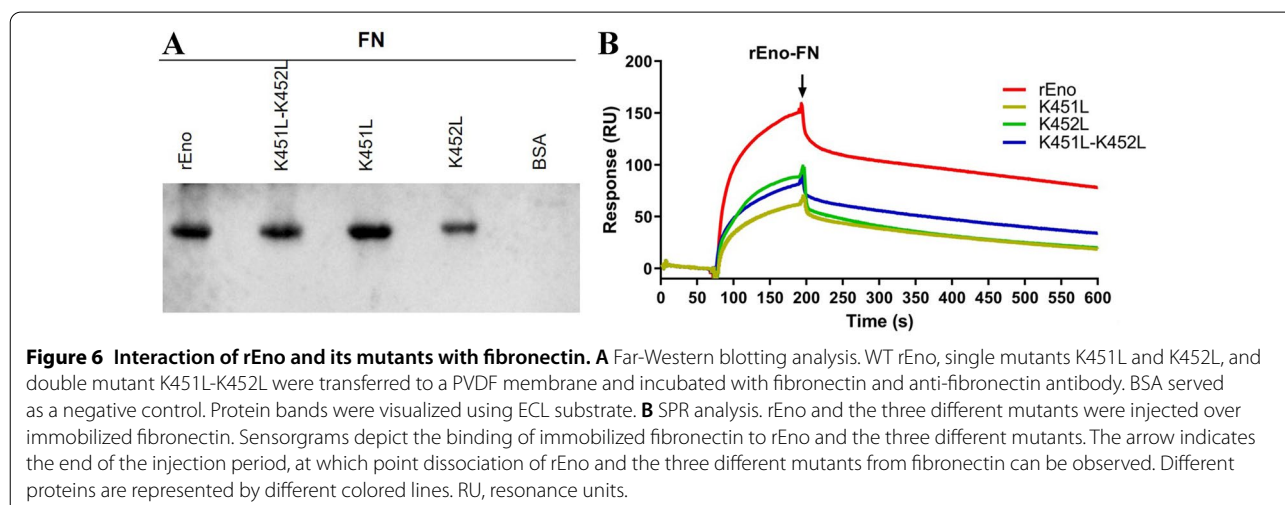 A
FN
rEno
K451L-K452L
K451L
K452L
BSA
B
rEno-FN
rEno
K451L
K452L
K451L-K452L
Response (RU)
200
150
100
50
0
0 50 100 150 200 250 300 350 400 450 500 550 600
Time (s)
Figure 6 Interaction of rEno and its mutants with fibronectin. A Far-Western blotting analysis. WT rEno, single mutants K451L and K452L, and
double mutant K451L-K452L were transferred to a PVDF membrane and incubated with fibronectin and anti-fibronectin antibody. BSA served
as a negative control. Protein bands were visualized using ECL substrate. B SPR analysis. rEno and the three different mutants were injected over
immobilized fibronectin. Sensorgrams depict the binding of immobilized fibronectin to rEno and the three different mutants. The arrow indicates
the end of the injection period, at which point dissociation of rEno and the three different mutants from fibronectin can be observed. Different
proteins are represented by different colored lines. RU, resonance units.